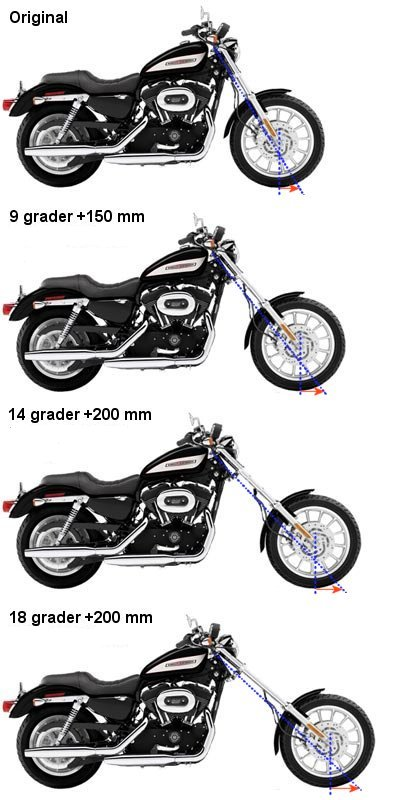 Original
9 grader +150 mm
14 grader +200 mm
18 grader +200 mm